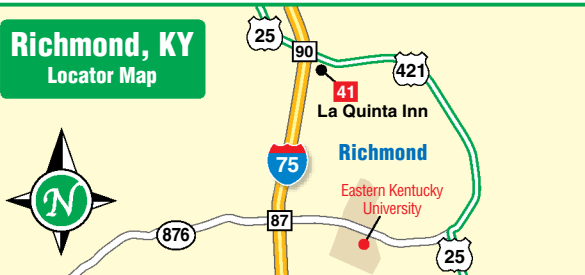 Richmond, KY
Locator Map
25
90
421
41
La Quinta Inn
Richmond
75
Eastern Kentucky
University
N
87
876
25